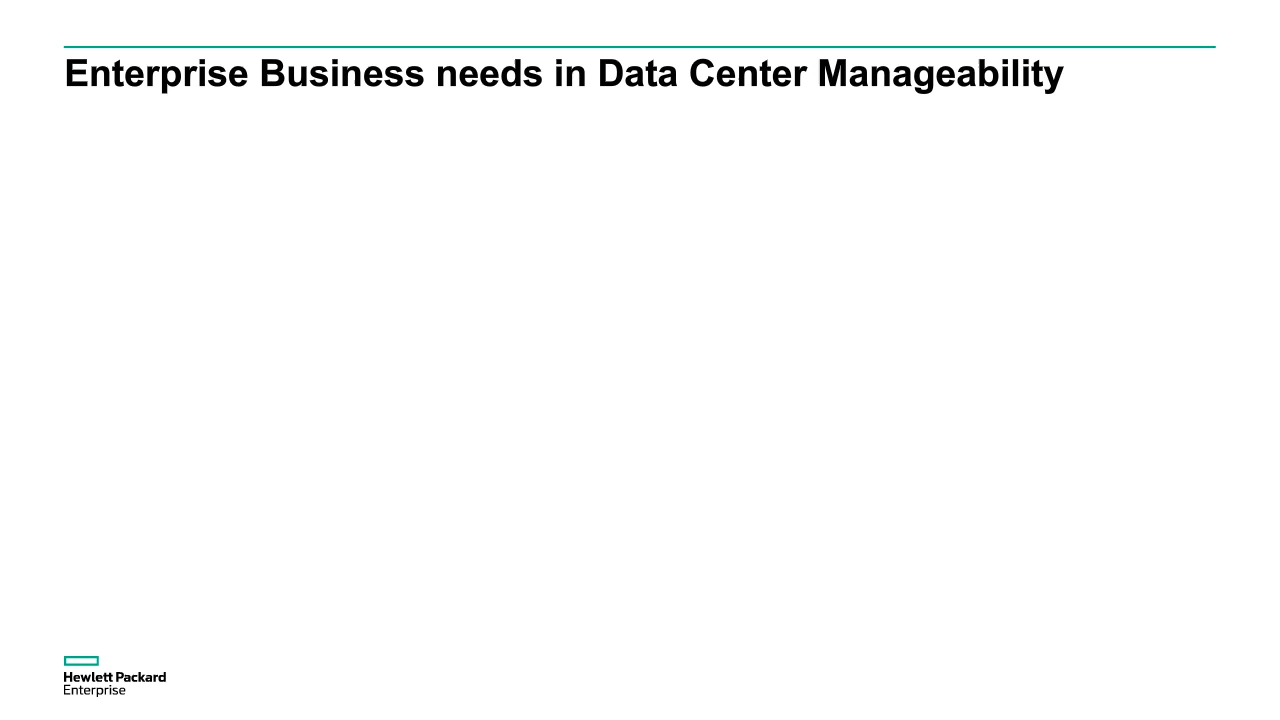 Enterprise Business needs in Data Center Manageability
Hewlett Packard
Enterprise